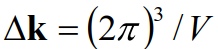 Δ𝐤 = (2π)³ / V